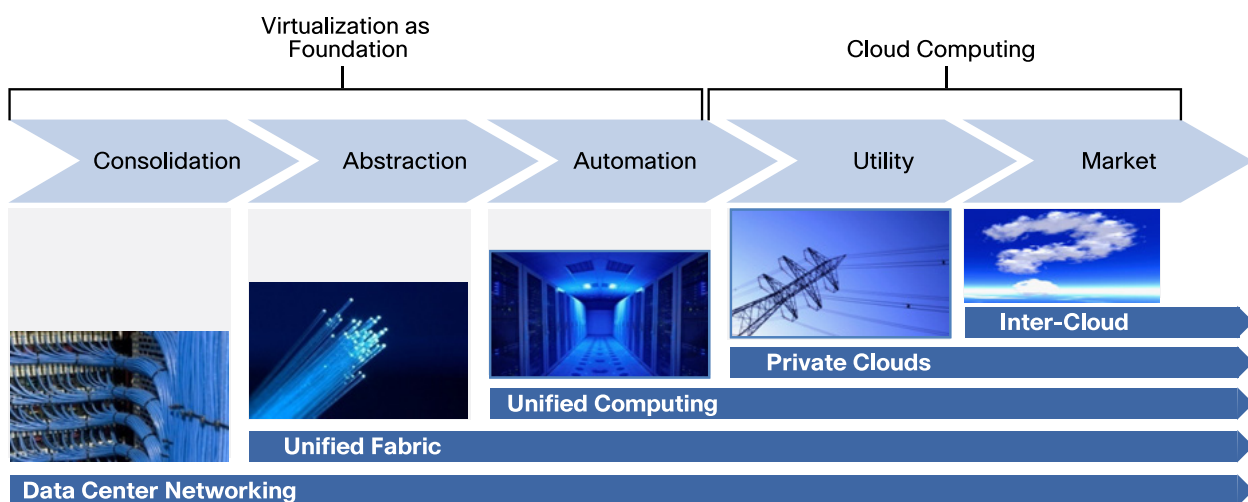 Virtualization as
Foundation
Cloud Computing
Consolidation
Abstraction
Automation
Utility
Market
Inter-Cloud
Private Clouds
Unified Computing
Unified Fabric
Data Center Networking